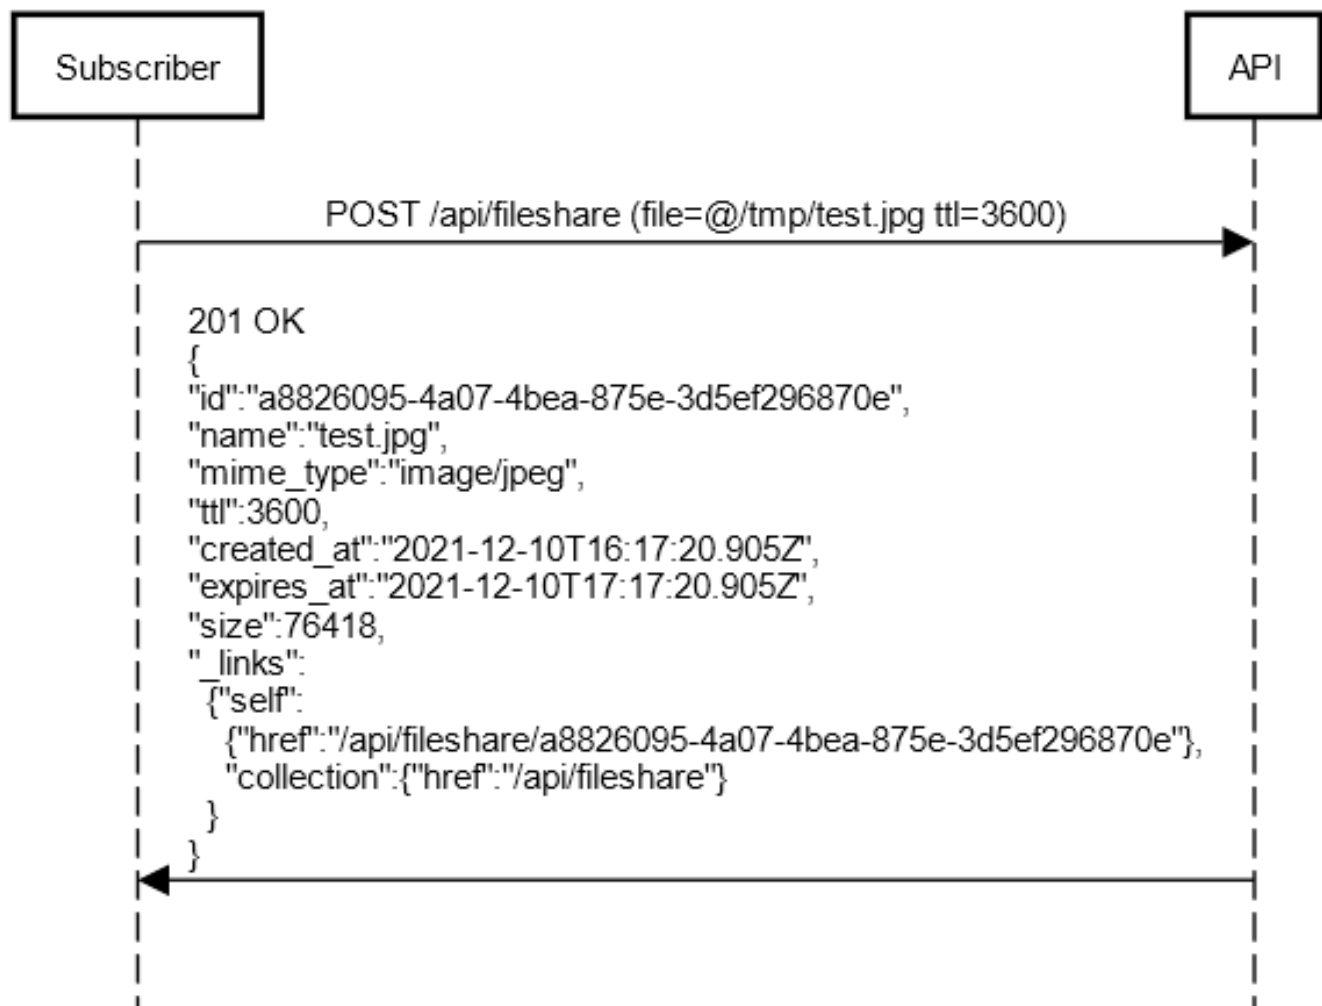 Subscriber
API
POST /api/fileshare (file=@/tmp/test.jpg ttl=3600)
201 OK
{
"id":"a8826095-4a07-4bea-875e-3d5ef296870e",
"name":"test.jpg",
"mime_type":"image/jpeg",
"ttl":3600,
"created_at":"2021-12-10T16:17:20.905Z",
"expires_at":"2021-12-10T17:17:20.905Z",
"size":76418,
"_links":
{"self":
{"href":"/api/fileshare/a8826095-4a07-4bea-875e-3d5ef296870e"},
"collection":{"href":"/api/fileshare"}
}
}